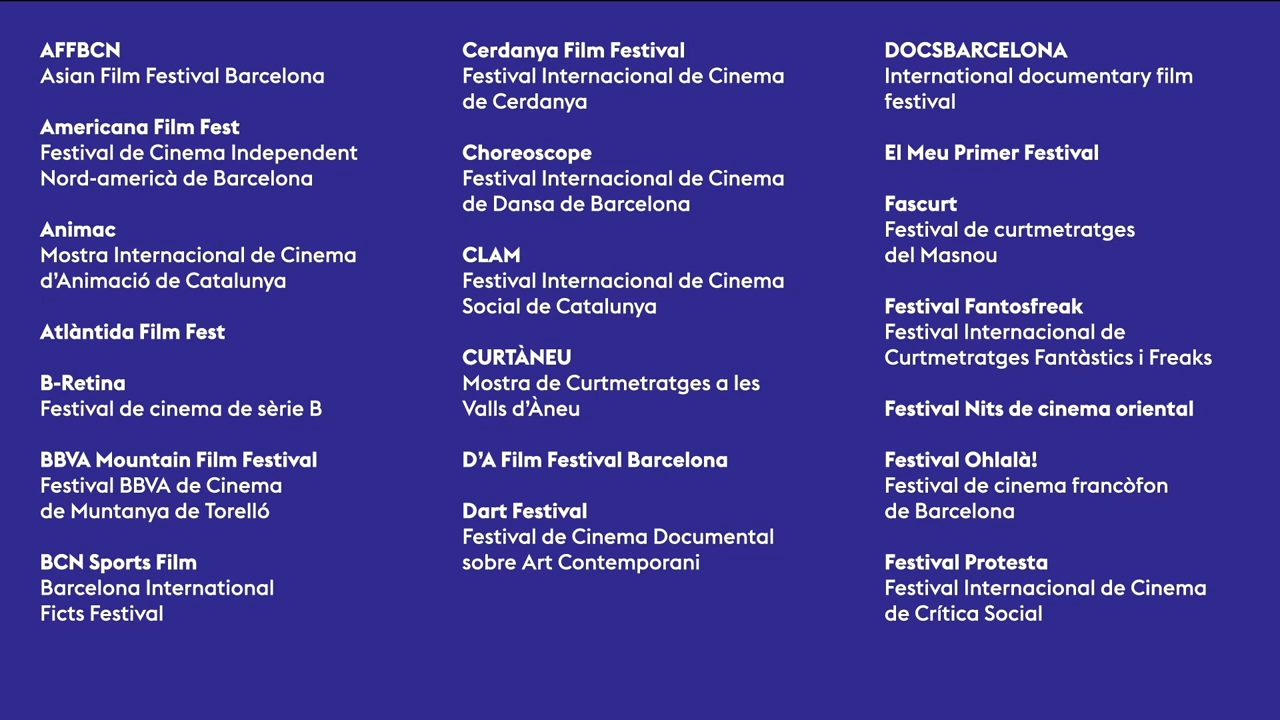 AFFBCN
Asian Film Festival Barcelona
Americana Film Fest
Festival de Cinema Independent
Nord-americà de Barcelona
Animac
Mostra Internacional de Cinema
d’Animació de Catalunya
Atlàntida Film Fest
B-Retina
Festival de cinema de sèrie B
BBVA Mountain Film Festival
Festival BBVA de Cinema
de Muntanya de Torelló
BCN Sports Film
Barcelona International
Ficts Festival
Cerdanya Film Festival
Festival Internacional de Cinema
de Cerdanya
Choreoscope
Festival Internacional de Cinema
de Dansa de Barcelona
CLAM
Festival Internacional de Cinema
Social de Catalunya
CURTÀNEU
Mostra de Curtmetratges a les
Valls d’Àneu
D’A Film Festival Barcelona
Dart Festival
Festival de Cinema Documental
sobre Art Contemporani
DOCSBARCELONA
International documentary film
festival
El Meu Primer Festival
Fascurt
Festival de curtmetratges
del Masnou
Festival Fantosfreak
Festival Internacional de
Curtmetratges Fantàstics i Freaks
Festival Nits de cinema oriental
Festival Ohlalà!
Festival de cinema francòfon
de Barcelona
Festival Protesta
Festival Internacional de Cinema
de Crítica Social